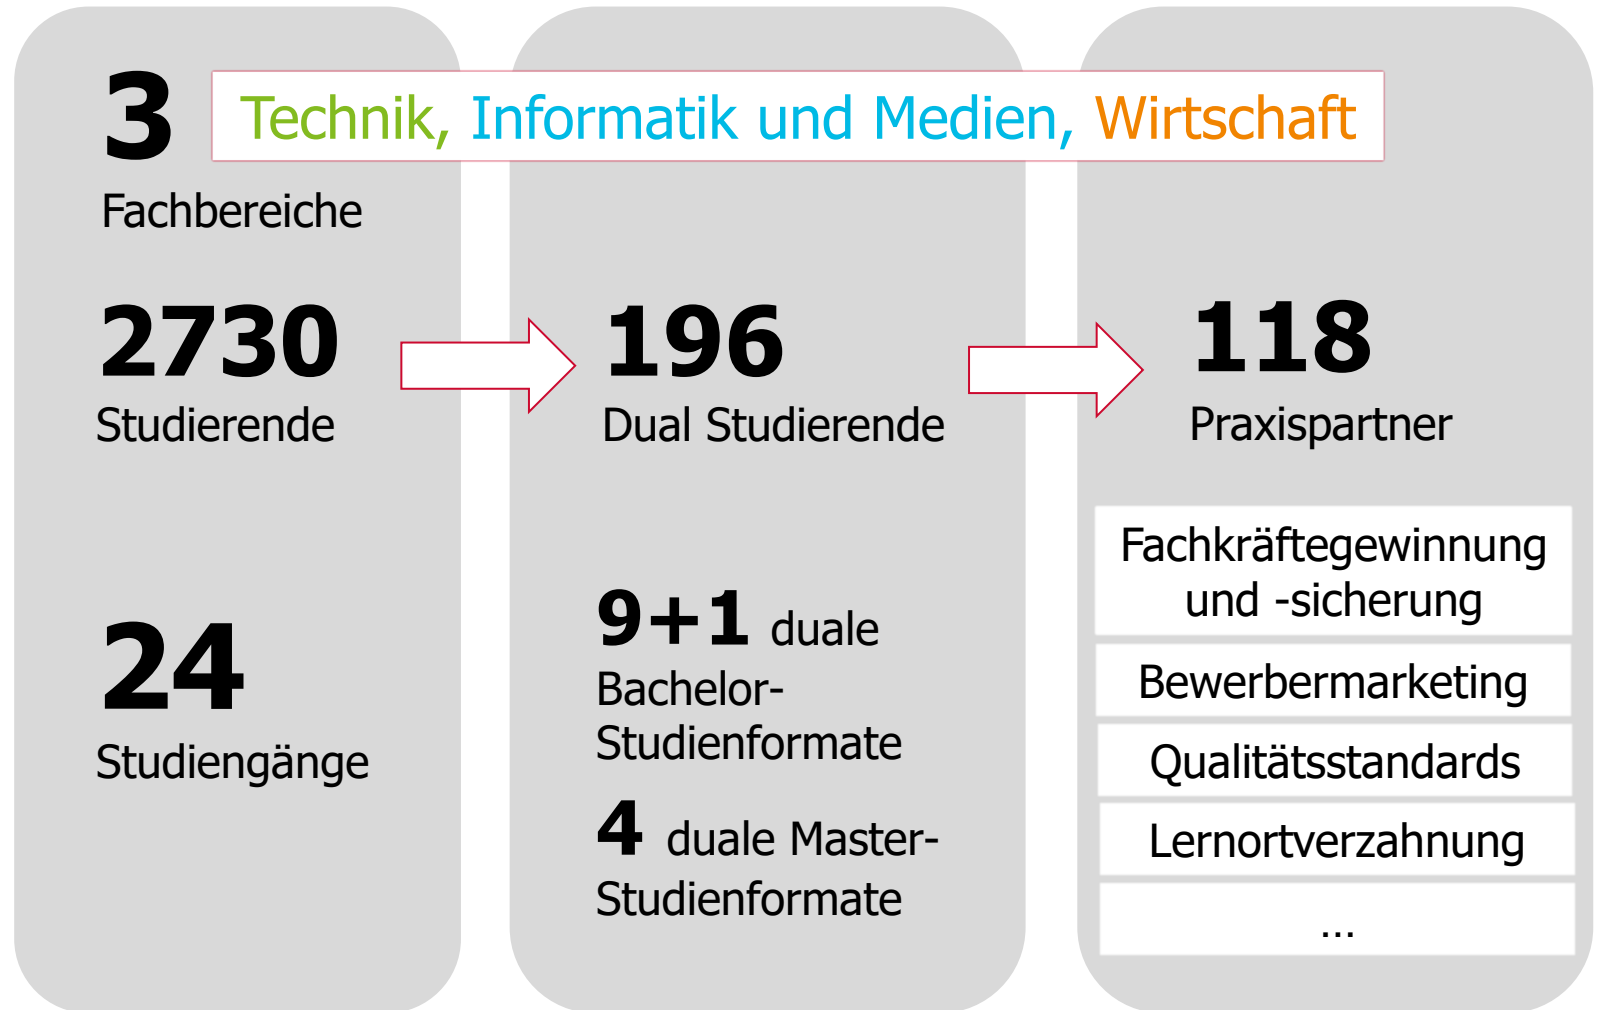 3
Technik, Informatik und Medien, Wirtschaft
Fachbereiche
2730
Studierende
24
Studiengänge
196
Dual Studierende
9+1 duale
Bachelor-
Studienformate
4 duale Master-
Studienformate
118
Praxispartner
Fachkräftegewinnung
und -sicherung
Bewerbermarketing
Qualitätsstandards
Lernortverzahnung
...